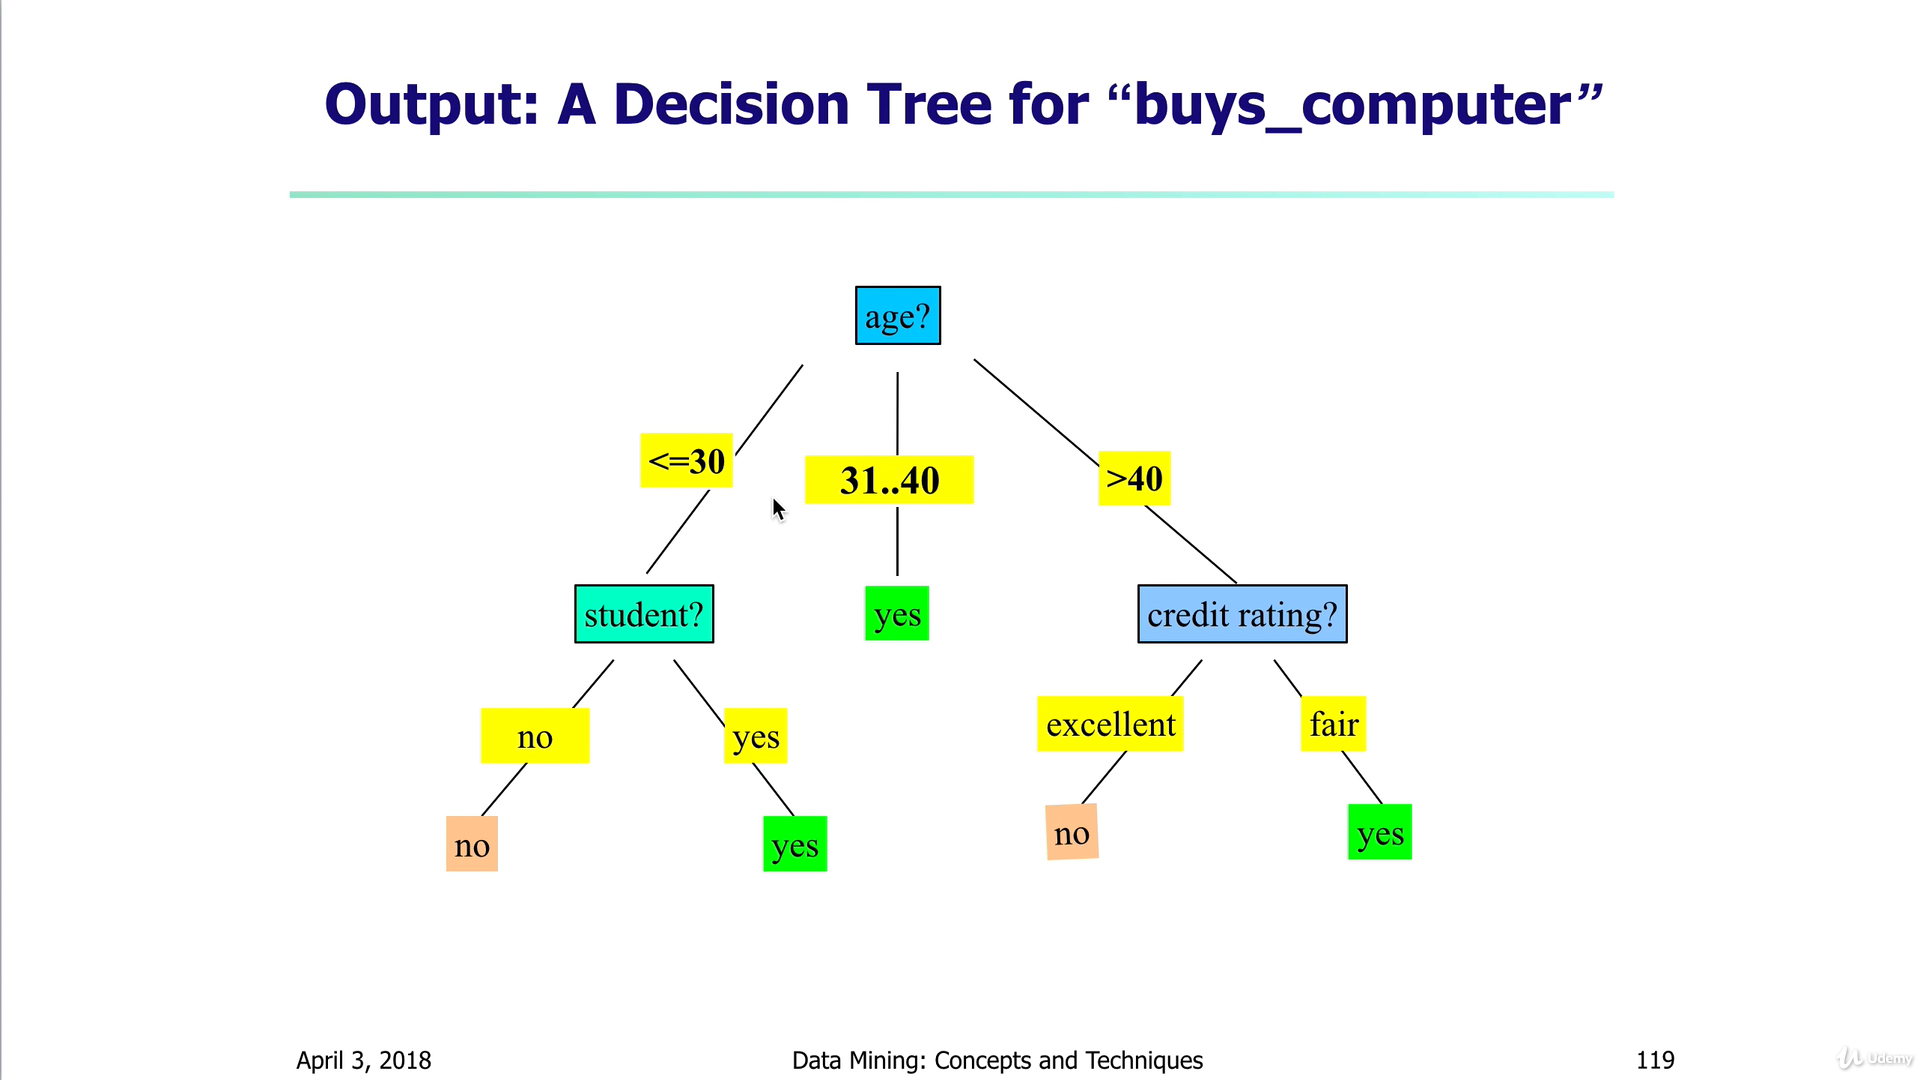 Output: A Decision Tree for “buys_computer”
age?
<=30
31..40
>40
student?
yes
credit rating?
no
yes
excellent
fair
no
yes
no
yes
April 3, 2018
Data Mining: Concepts and Techniques
119
Udemy